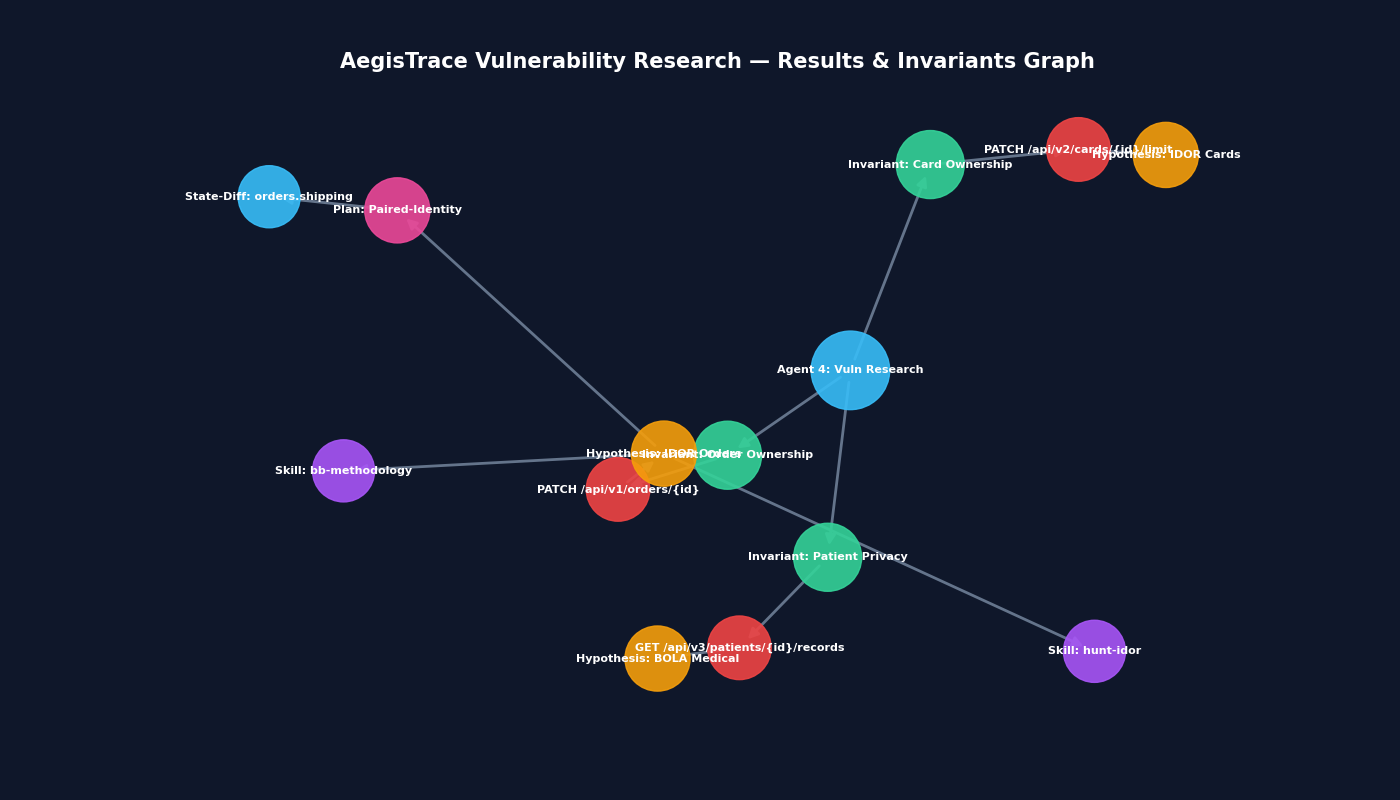 AegisTrace Vulnerability Research — Results & Invariants Graph
PATCH /api/v2/cards/{id}/limit
Hypothesis: IDOR Cards
Invariant: Card Ownership
State-Diff: orders.shipping
Plan: Paired-Identity
Agent 4: Vuln Research
Hypothesis: IDOR Orders
Invariant: Order Ownership
Skill: bb-methodology
PATCH /api/v1/orders/{id}
Invariant: Patient Privacy
GET /api/v3/patients/{id}/records
Hypothesis: BOLA Medical
Skill: hunt-idor